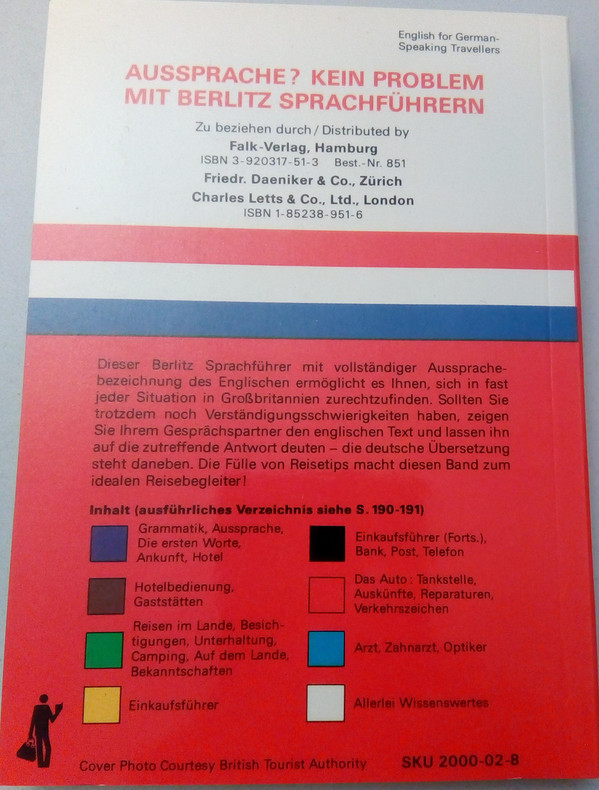 English for German-
Speaking Travellers
AUSSPRACHE? KEIN PROBLEM
MIT BERLITZ SPRACHFÜHRERN
Zu beziehen durch / Distributed by
Falk-Verlag, Hamburg
ISBN 3-920317-51-3 Best.-Nr. 851
Friedr. Daeniker & Co., Zürich
Charles Letts & Co., Ltd., London
ISBN 1-85238-951-6
Dieser Berlitz Sprachführer mit vollständiger Aussprache-
bezeichnung des Englischen ermöglicht es Ihnen, sich in fast
jeder Situation in Großbritannien zurechtzufinden. Sollten Sie
trotzdem noch Verständigungsschwierigkeiten haben, zeigen
Sie Ihrem Gesprächspartner den englischen Text und lassen ihn
auf die zutreffende Antwort deuten – die deutsche Übersetzung
steht daneben. Die Fülle von Reisetips macht diesen Band zum
idealen Reisebegleiter!
Inhalt (ausführliches Verzeichnis siehe S. 190-191)
Grammatik, Aussprache,
Die ersten Worte,
Ankunft, Hotel
Hotelbedienung,
Gaststätten
Reisen im Lande, Besich-
tigungen, Unterhaltung,
Camping, Auf dem Lande,
Bekanntschaften
Einkaufsführer
Einkaufsführer (Forts.),
Bank, Post, Telefon
Das Auto: Tankstelle,
Auskünfte, Reparaturen,
Verkehrszeichen
Arzt, Zahnarzt, Optiker
Allerlei Wissenswertes
Cover Photo Courtesy British Tourist Authority
SKU 2000-02-8